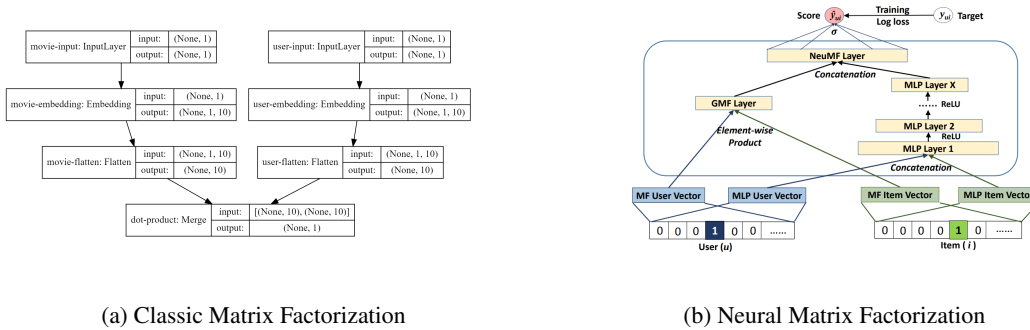 movie-input: InputLayer
input: (None, 1)
output: (None, 1)
user-input: InputLayer
input: (None, 1)
output: (None, 1)
movie-embedding: Embedding
input: (None, 1)
output: (None, 1, 10)
user-embedding: Embedding
input: (None, 1)
output: (None, 1, 10)
movie-flatten: Flatten
input: (None, 1, 10)
output: (None, 10)
user-flatten: Flatten
input: (None, 1, 10)
output: (None, 10)
dot-product: Merge
input: [(None, 10), (None, 10)]
output: (None, 1)
(a) Classic Matrix Factorization
Score ŷui Training yui Target
Log loss
σ
NeuMF Layer
Concatenation
MLP Layer X
GMF Layer
...... ReLU
Element-wise
Product
MLP Layer 2
ReLU
MLP Layer 1
Concatenation
MF User Vector MLP User Vector MF Item Vector MLP Item Vector
0 0 0 1 0 0 ...... 0 0 0 0 1 0 ......
User (u) Item ( i )
(b) Neural Matrix Factorization